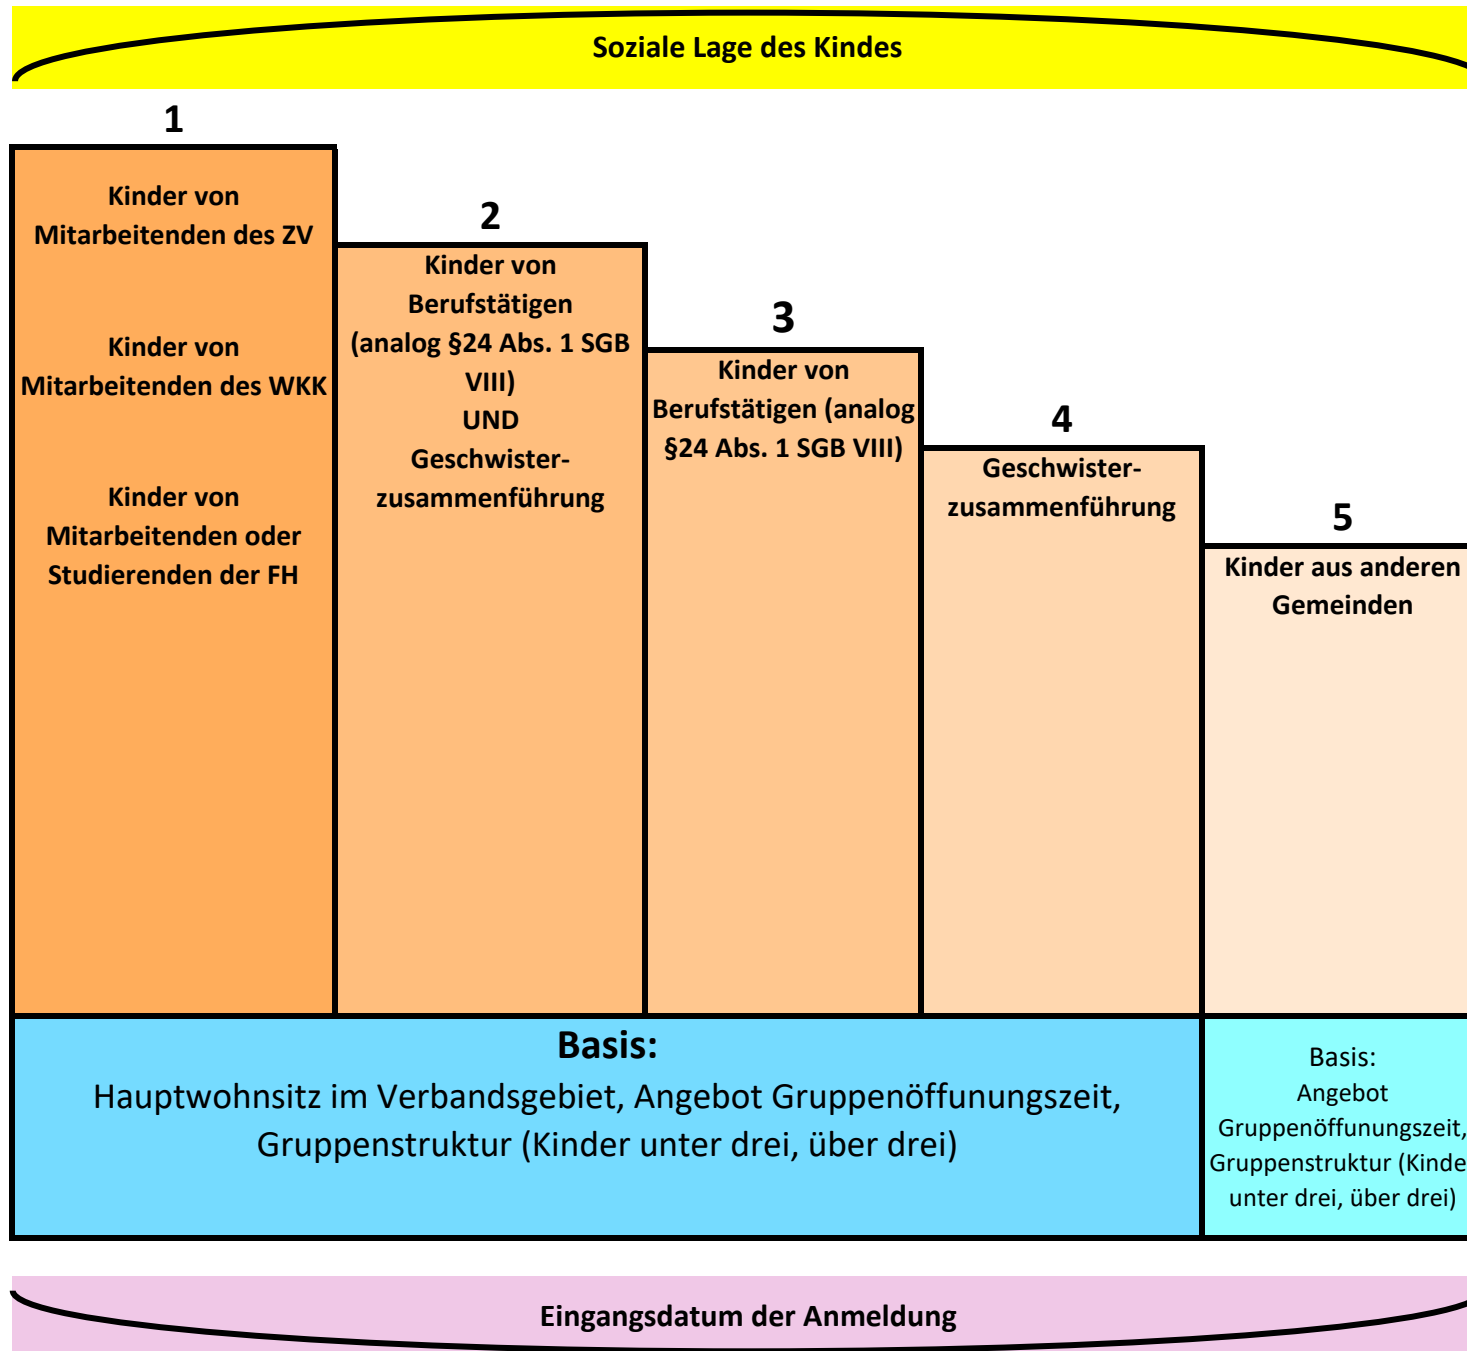 Soziale Lage des Kindes
1
Kinder von
Mitarbeitenden des ZV
Kinder von
Mitarbeitenden des WKK
Kinder von
Mitarbeitenden oder
Studierenden der FH
2
Kinder von
Berufstätigen
(analog §24 Abs. 1 SGB
VIII)
UND
Geschwister-
zusammenführung
3
Kinder von
Berufstätigen (analog
§24 Abs. 1 SGB VIII)
4
Geschwister-
zusammenführung
5
Kinder aus anderen
Gemeinden
Basis:
Hauptwohnsitz im Verbandsgebiet, Angebot Gruppenöffunungszeit,
Gruppenstruktur (Kinder unter drei, über drei)
Basis:
Angebot
Gruppenöffunungszeit,
Gruppenstruktur (Kinde
unter drei, über drei)
Eingangsdatum der Anmeldung